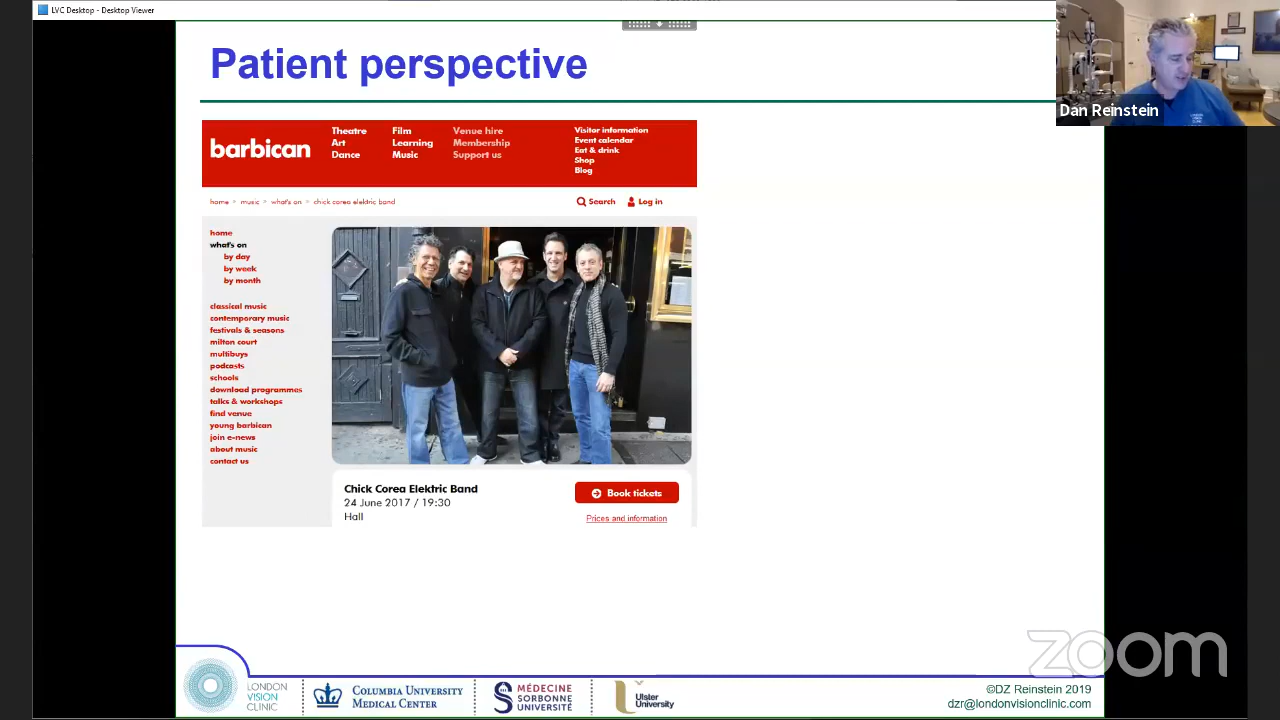 LVC Desktop - Desktop Viewer
Patient perspective
Dan Reinstein
barbican
Theatre
Art
Dance
Film
Learning
Music
Venue hire
Membership
Support us
Visitor information
Event calendar
Eat & drink
Shop
Blog
home > music > what's on > chick corea elektric band
Search
Log in
home
what's on
by day
by week
by month
classical music
contemporary music
festivals & seasons
milton court
multibuys
podcasts
schools
download programmes
talks & workshops
find venue
young barbican
join e-news
about music
contact us
Chick Corea Elektric Band
24 June 2017 / 19:30
Hall
Book tickets
Prices and information
zoom
LONDON
VISION
CLINIC
COLUMBIA UNIVERSITY
MEDICAL CENTER
MÉDECINE
SORBONNE
UNIVERSITÉ
Ulster
University
©DZ Reinstein 2019
dzr@londonvisionclinic.com